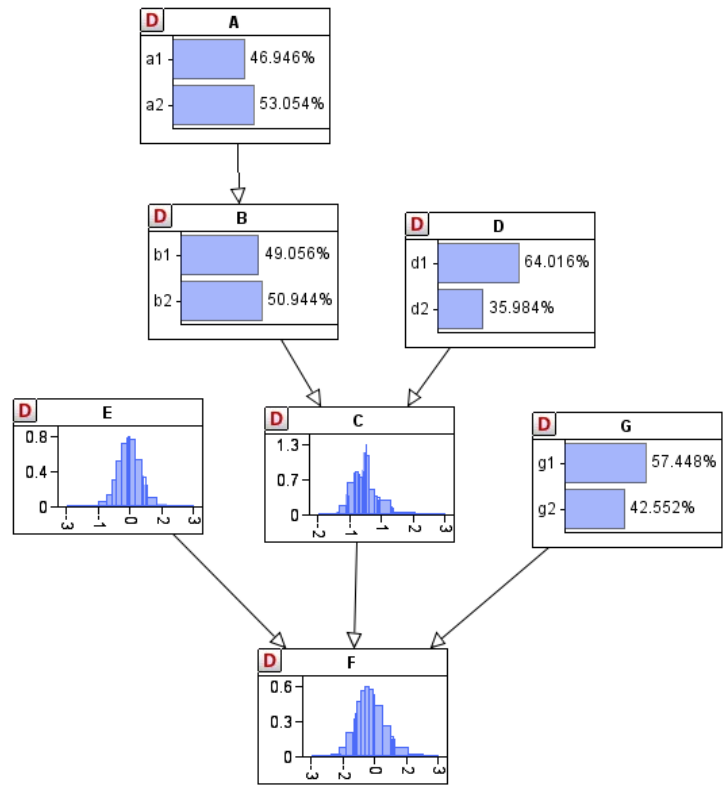 D A
a1 46.946%
a2 53.054%
D B
b1 49.056%
b2 50.944%
D D
d1 64.016%
d2 35.984%
D E
0.8
0.4
0
-3 -1 0 2 3
D C
1.3
0.7
0
-2 -1 1 2 3
D G
g1 57.448%
g2 42.552%
D F
0.6
0.3
0
-3 -2 0 2 3